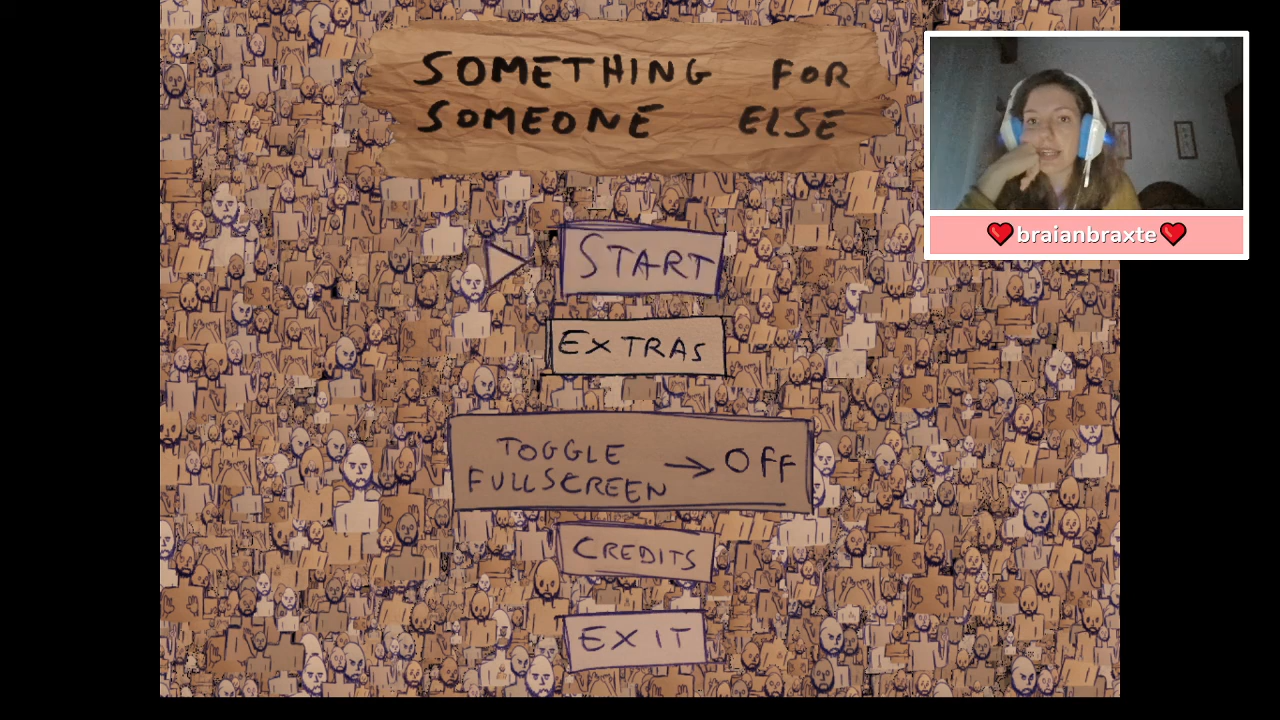 SOMETHING FOR
SOMEONE ELSE
braianbraxte
START
EXTRAS
TOGGLE
FULLSCREEN → OFF
CREDITS
EXIT